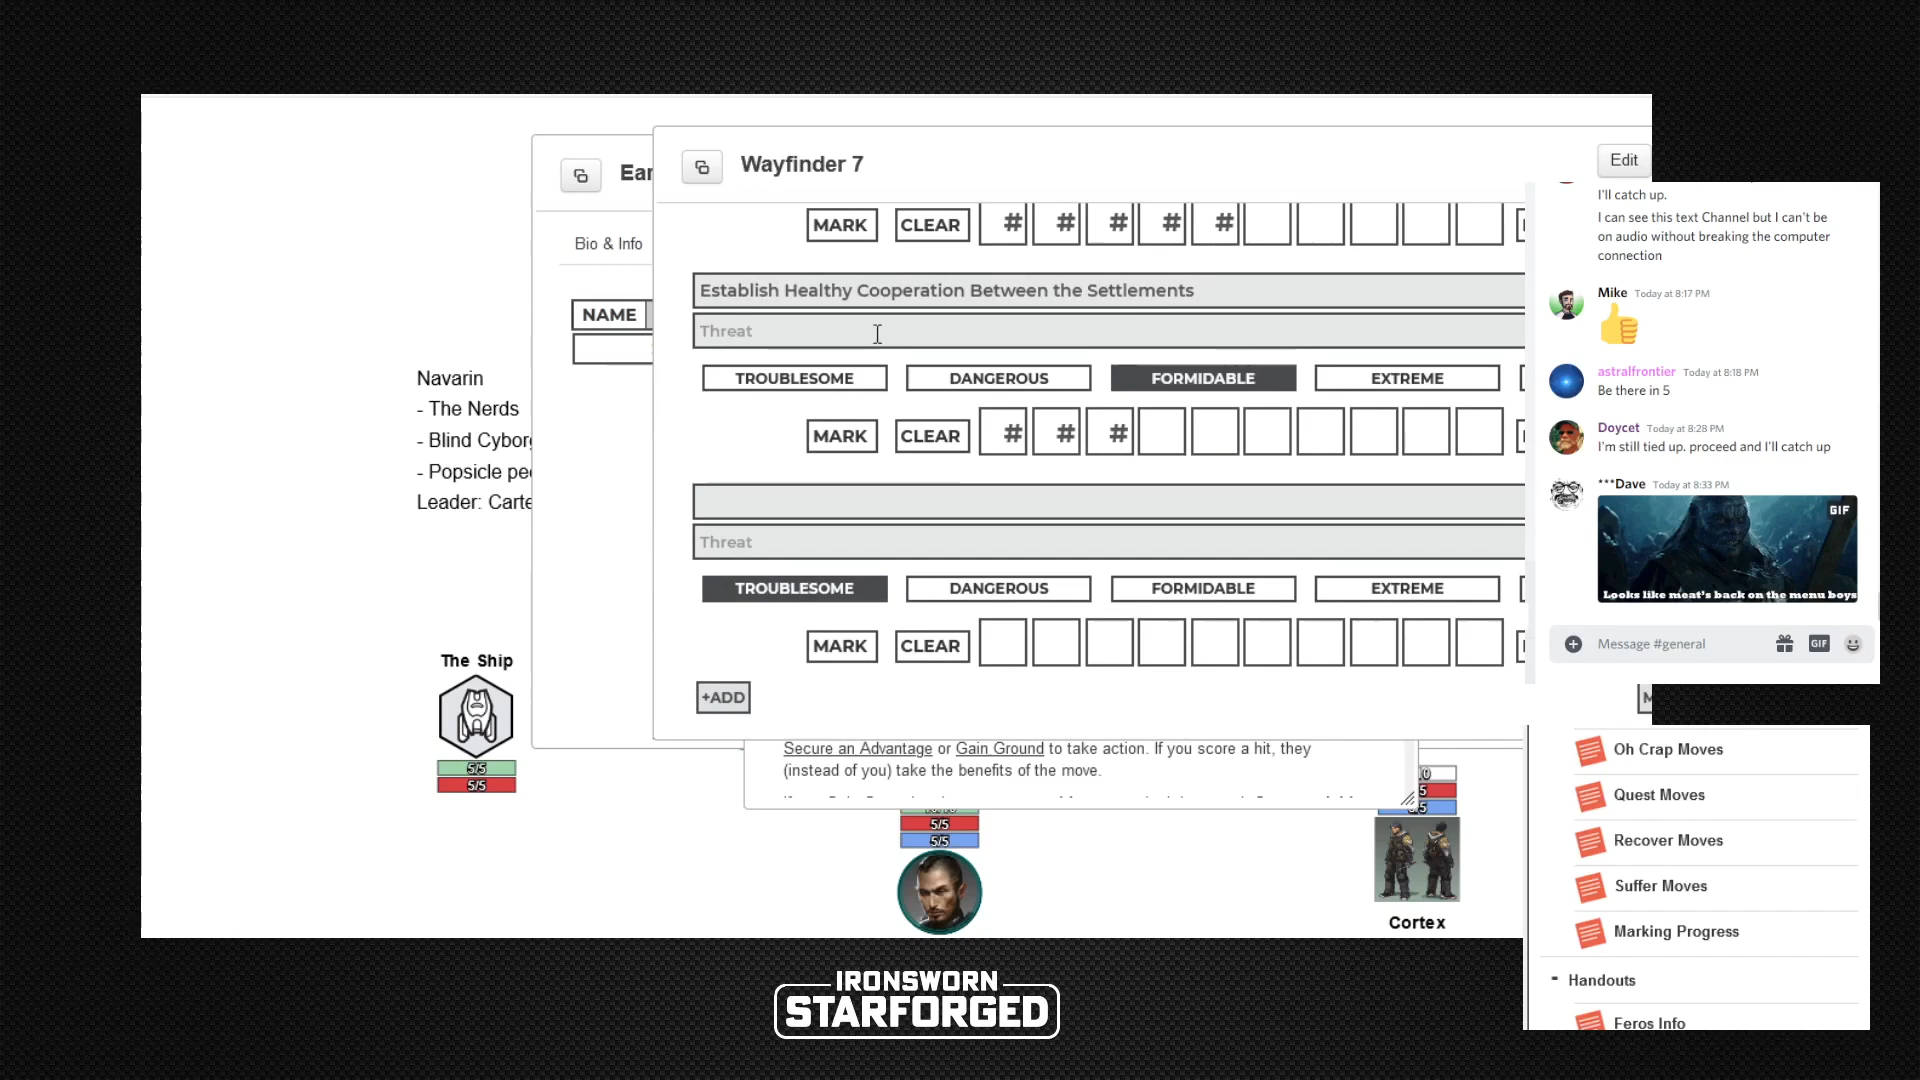 Wayfinder 7
Edit
Ear
Bio & Info
NAME
MARK CLEAR # # # # #
Establish Healthy Cooperation Between the Settlements
Threat
TROUBLESOME DANGEROUS FORMIDABLE EXTREME
MARK CLEAR # # #
Threat
TROUBLESOME DANGEROUS FORMIDABLE EXTREME
MARK CLEAR
+ADD
Navarin
- The Nerds
- Blind Cyborg
- Popsicle pe
Leader: Carte
The Ship
5/5
5/5
Secure an Advantage or Gain Ground to take action. If you score a hit, they
(instead of you) take the benefits of the move.
5/5
5/5
Cortex
I'll catch up.
I can see this text Channel but I can't be
on audio without breaking the computer
connection
Mike Today at 8:17 PM
astralfrontier Today at 8:18 PM
Be there in 5
Doycet Today at 8:28 PM
I'm still tied up. proceed and I'll catch up
***Dave Today at 8:33 PM
GIF
Looks like meat's back on the menu boys
Message #general
GIF
Oh Crap Moves
Quest Moves
Recover Moves
Suffer Moves
Marking Progress
- Handouts
Feros Info
IRONSWORN
STARFORGED